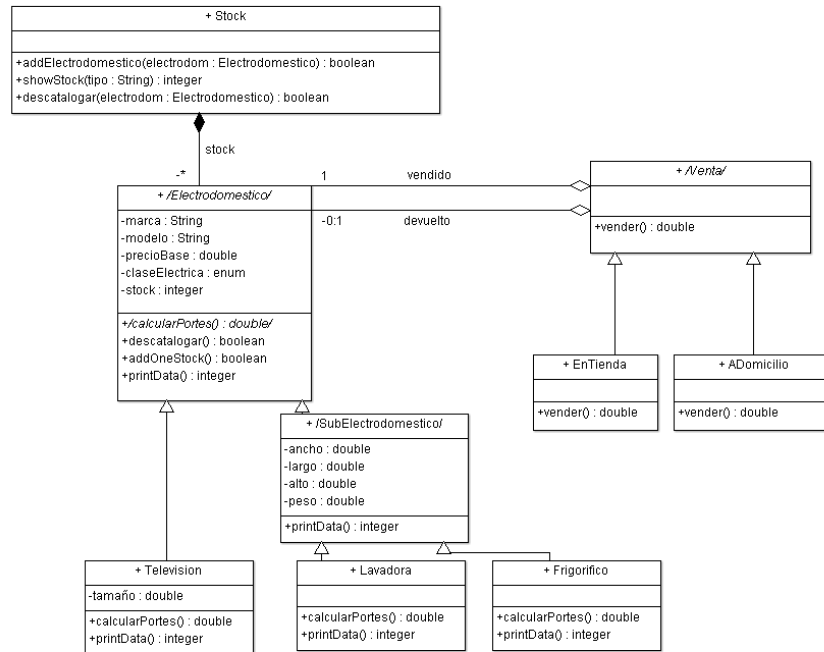 + Stock
+addElectrodomestico(electrodom : Electrodomestico) : boolean
+showStock(tipo : String) : integer
+descatalogar(electrodom : Electrodomestico) : boolean
stock
-*
1
vendido
-0:1
devuelto
+ /Electrodomestico/
-marca : String
-modelo : String
-precioBase : double
-claseElectrica : enum
-stock : integer
+/calcularPortes() : double/
+descatalogar() : boolean
+addOneStock() : boolean
+printData() : integer
+ /Venta/
+vender() : double
+ EnTienda
+vender() : double
+ ADomicilio
+vender() : double
+ /SubElectrodomestico/
-ancho : double
-largo : double
-alto : double
-peso : double
+printData() : integer
+ Television
-tamaño : double
+calcularPortes() : double
+printData() : integer
+ Lavadora
+calcularPortes() : double
+printData() : integer
+ Frigorifico
+calcularPortes() : double
+printData() : integer